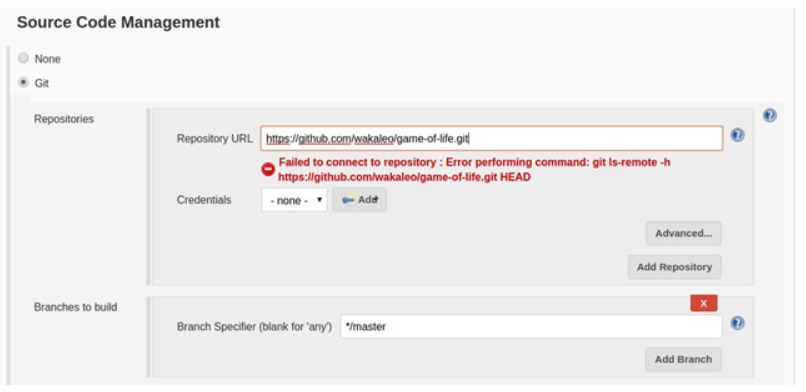 Source Code Management
None
Git
Repositories
Repository URL https://github.com/wakaleo/game-of-life.git
Failed to connect to repository : Error performing command: git ls-remote -h
https://github.com/wakaleo/game-of-life.git HEAD
Credentials - none - Add
Advanced...
Add Repository
Branches to build
X
Branch Specifier (blank for 'any') */master
Add Branch